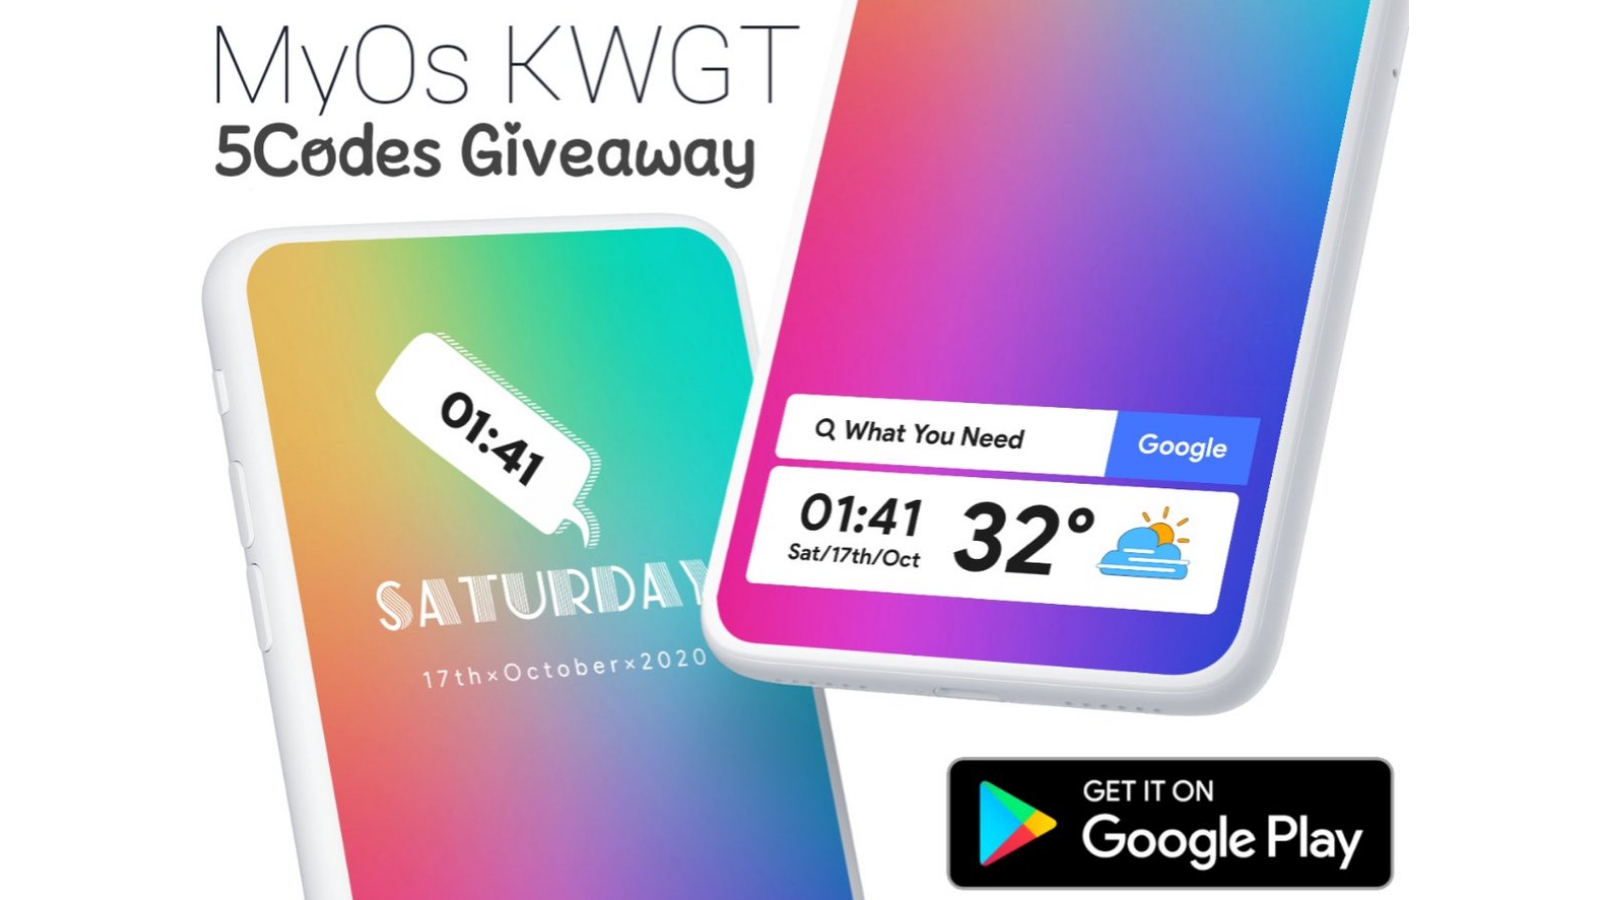 MyOs KWGT
5Codes Giveaway
01:41
SATURDAY
17th×October×2020
What You Need
Google
01:41
Sat/17th/Oct
32°
GET IT ON
Google Play